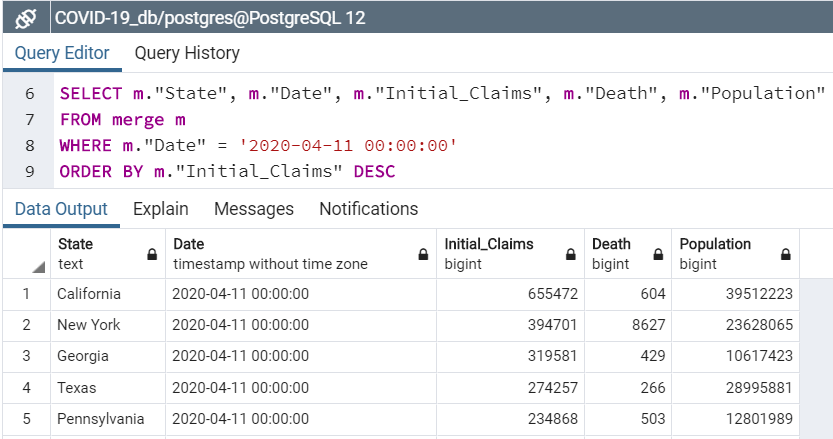 COVID-19_db/postgres@PostgreSQL 12
Query Editor Query History
6 SELECT m."State", m."Date", m."Initial_Claims", m."Death", m."Population"
7 FROM merge m
8 WHERE m."Date" = '2020-04-11 00:00:00'
9 ORDER BY m."Initial_Claims" DESC
Data Output Explain Messages Notifications
State Date Initial_Claims Death Population
text timestamp without time zone bigint bigint bigint
1 California 2020-04-11 00:00:00 655472 604 39512223
2 New York 2020-04-11 00:00:00 394701 8627 23628065
3 Georgia 2020-04-11 00:00:00 319581 429 10617423
4 Texas 2020-04-11 00:00:00 274257 266 28995881
5 Pennsylvania 2020-04-11 00:00:00 234868 503 12801989